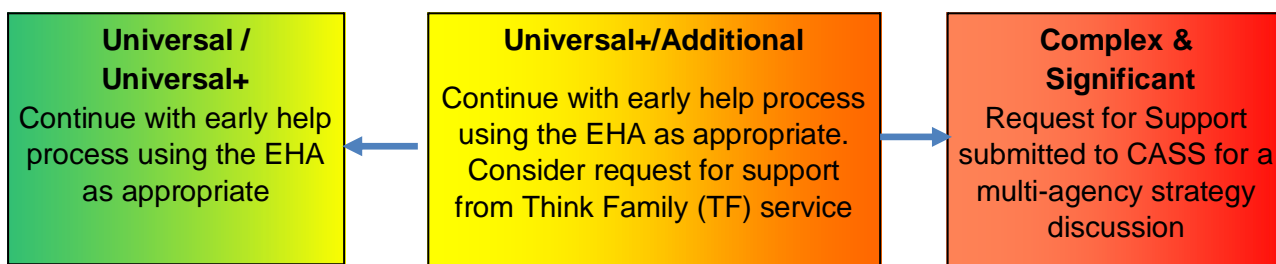 Universal /
Universal+
Continue with early help
process using the EHA
as appropriate
Universal+/Additional
Continue with early help process
using the EHA as appropriate.
Consider request for support
from Think Family (TF) service
Complex &
Significant
Request for Support
submitted to CASS for a
multi-agency strategy
discussion